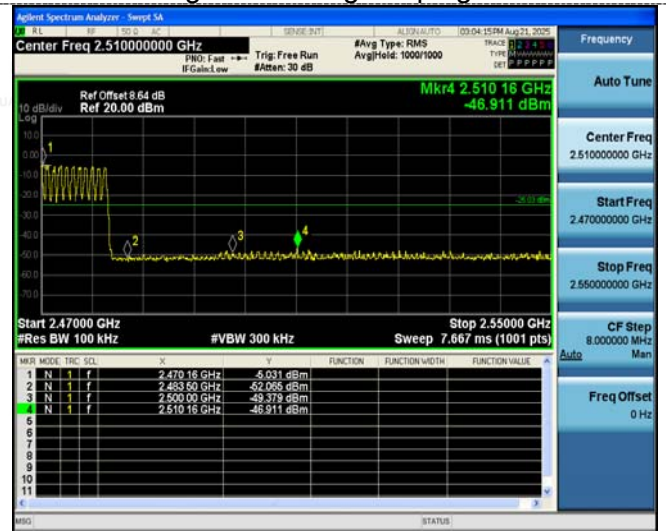 Agilent Spectrum Analyzer - Swept SA
RL RF 50 Ω AC SENSE:INT ALIGN AUTO 03:04:15 PM Aug 21, 2025
Center Freq 2.510000000 GHz
#Avg Type: RMS
TRACE 1 2 3 4 5 6
PNO: Fast Trig: Free Run Avg|Hold: 1000/1000
TYPE
IFGain:Low #Atten: 30 dB
DET P P P P P P
Ref Offset 8.64 dB
Mkr4 2.510 16 GHz
10 dB/div Ref 20.00 dBm
-46.911 dBm
Log
10.0
0.00
-10.0
-20.0
-30.0
-40.0
-50.0
-60.0
-70.0
1
2
3
4
Start 2.47000 GHz
Stop 2.55000 GHz
#Res BW 100 kHz #VBW 300 kHz Sweep 7.667 ms (1001 pts)
MKR MODE TRC SCL X Y FUNCTION FUNCTION WIDTH FUNCTION VALUE
1 N 1 f 2.470 16 GHz -5.031 dBm
2 N 1 f 2.483 50 GHz -52.065 dBm
3 N 1 f 2.500 00 GHz -49.379 dBm
4 N 1 f 2.510 16 GHz -46.911 dBm
5
6
7
8
9
10
11
MSG STATUS
Frequency
Auto Tune
Center Freq
2.510000000 GHz
Start Freq
2.470000000 GHz
Stop Freq
2.550000000 GHz
CF Step
8.000000 MHz
Auto Man
Freq Offset
0 Hz